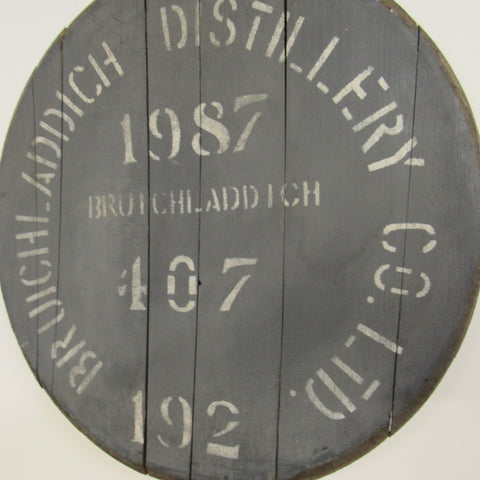 BRUICHLADDICH DISTILLERY CO. LTD.
1987
BRUICHLADDICH
407
192